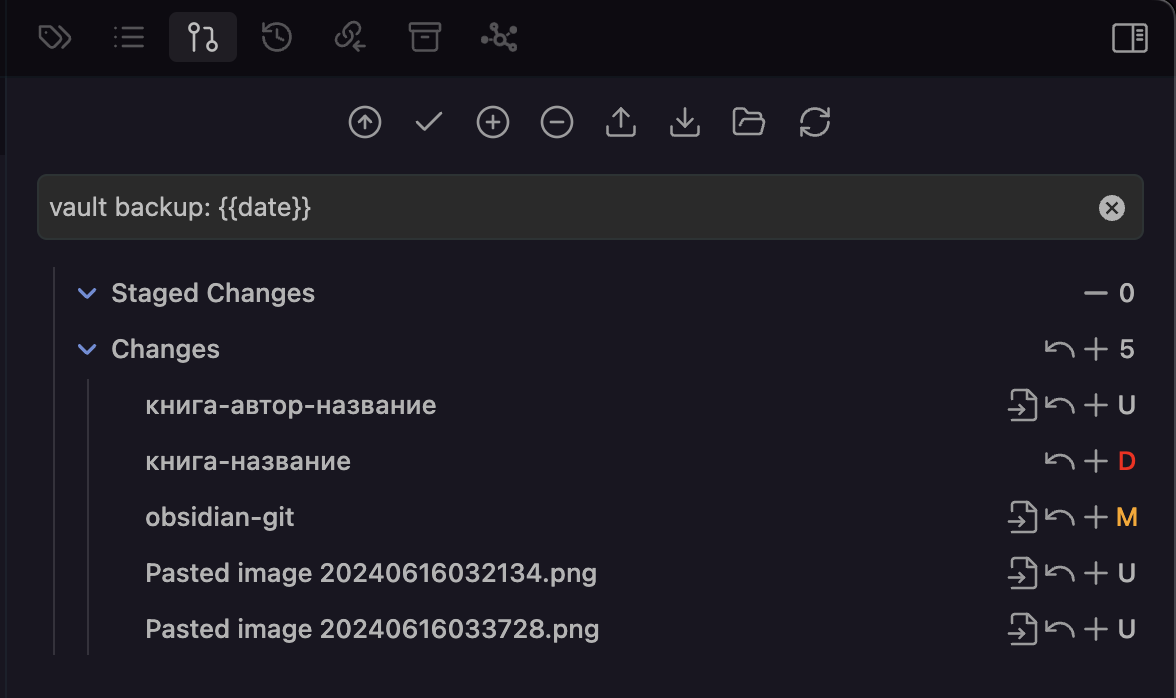 vault backup: {{date}}
Staged Changes 0
Changes 5
книга-автор-название U
книга-название D
obsidian-git M
Pasted image 20240616032134.png U
Pasted image 20240616033728.png U